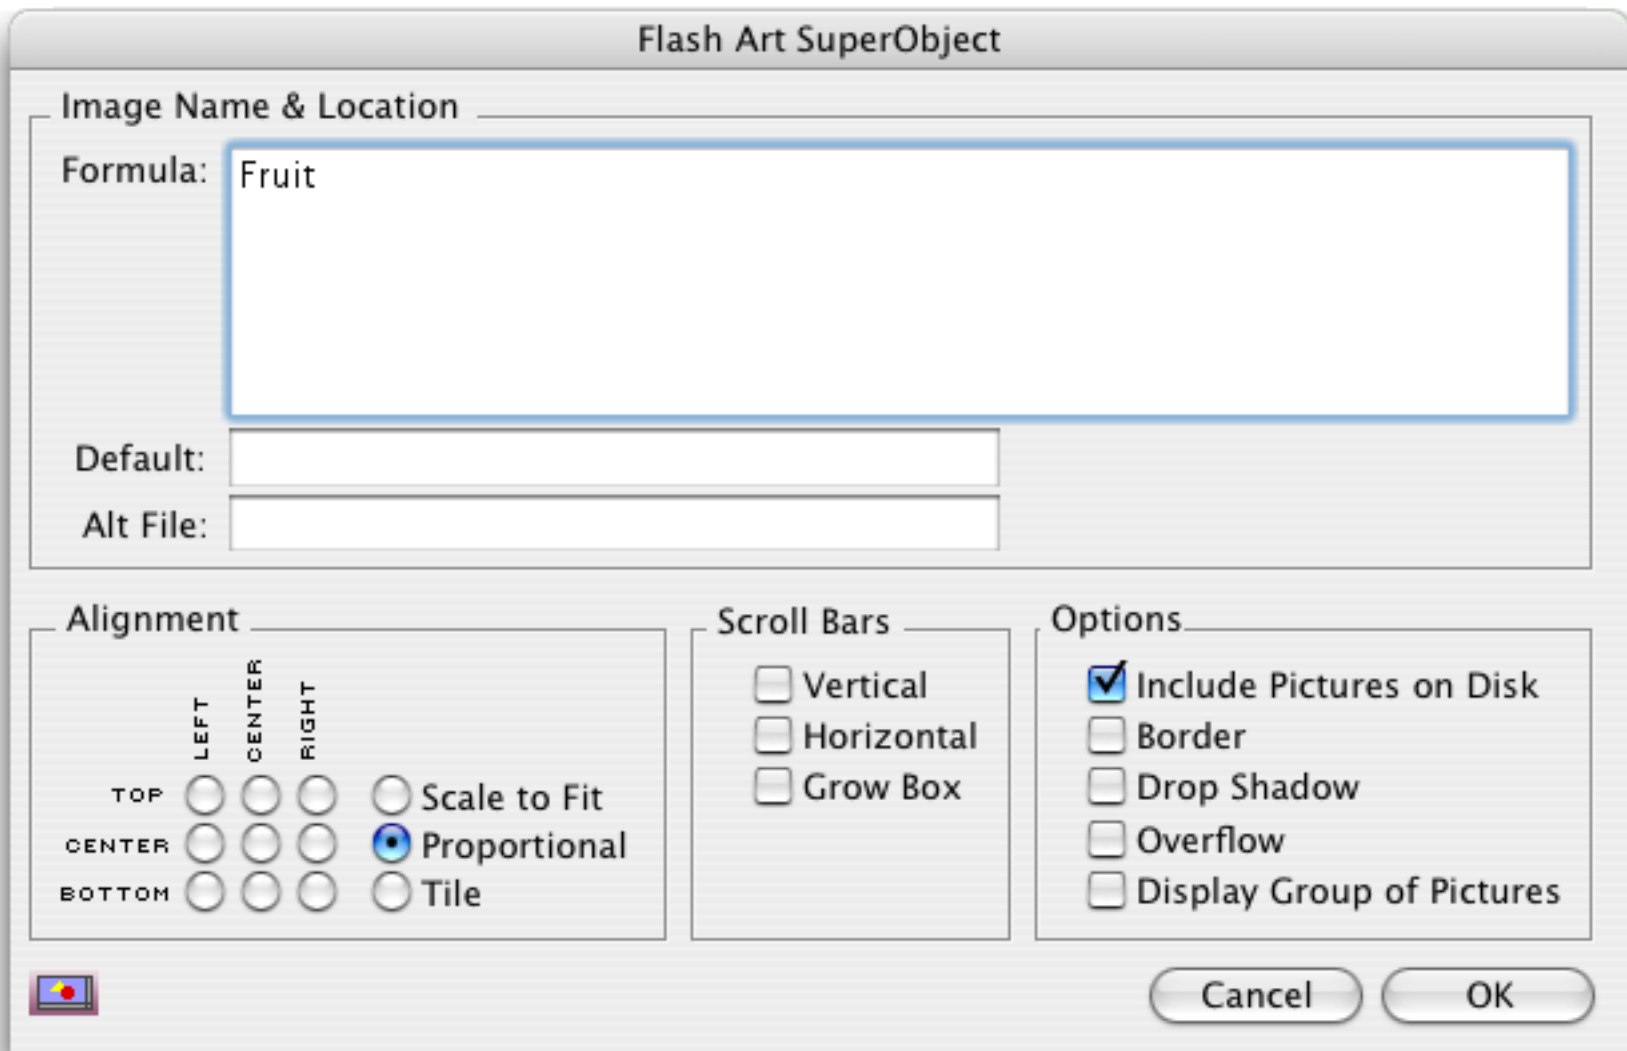 Flash Art SuperObject
Image Name & Location
Formula:
Fruit
Default:
Alt File:
Alignment
LEFT
CENTER
RIGHT
TOP
CENTER
BOTTOM
Scale to Fit
Proportional
Tile
Scroll Bars
Vertical
Horizontal
Grow Box
Options
Include Pictures on Disk
Border
Drop Shadow
Overflow
Display Group of Pictures
Cancel
OK